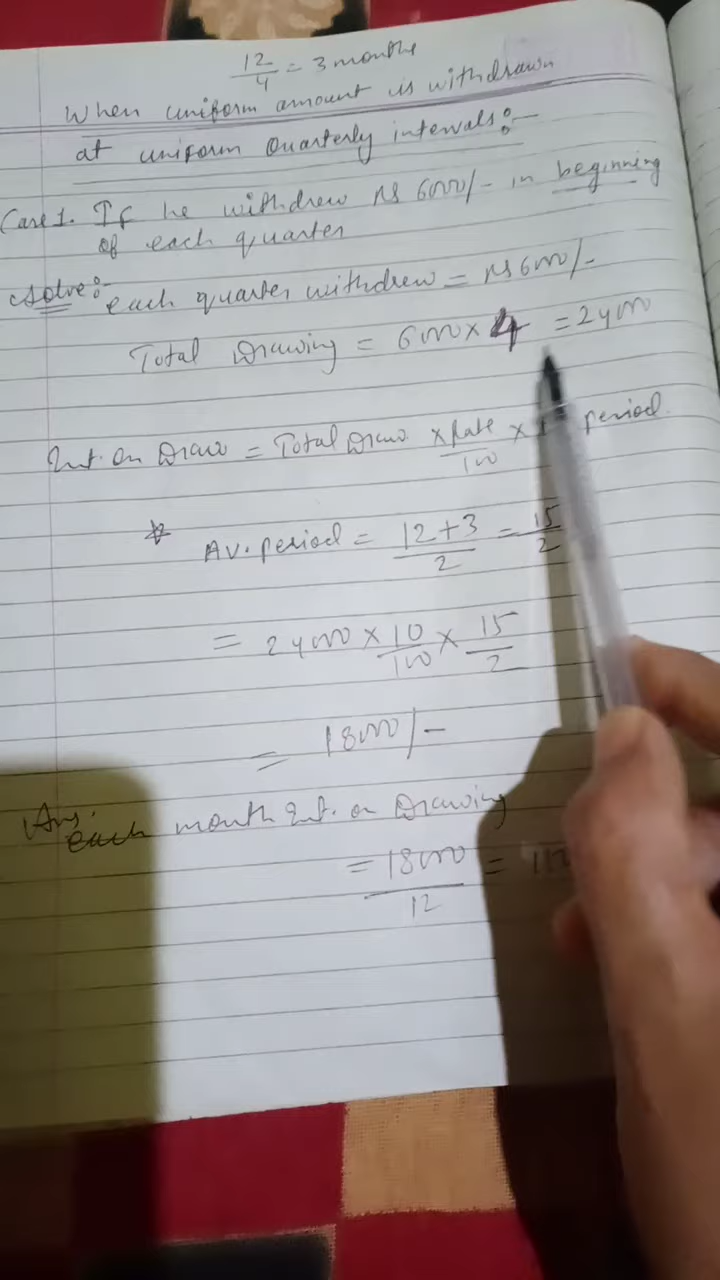 12/4 = 3 months
When uniform amount is withdrawn
at uniform Quarterly intervals:-
Case 1. If he withdrew Rs 6000/- in beginning
of each quarter
Solve:- each quarter withdrew = Rs 6000/-
Total Drawing = 6000 × 4 = 24000
Int. on Draw = Total Draw × Rate/100 × period
* Av. period = 12+3/2 = 15/2
= 24000 × 10/100 × 15/2
= 18000/-
Ans. each month Int. on Drawing
= 18000/12 =